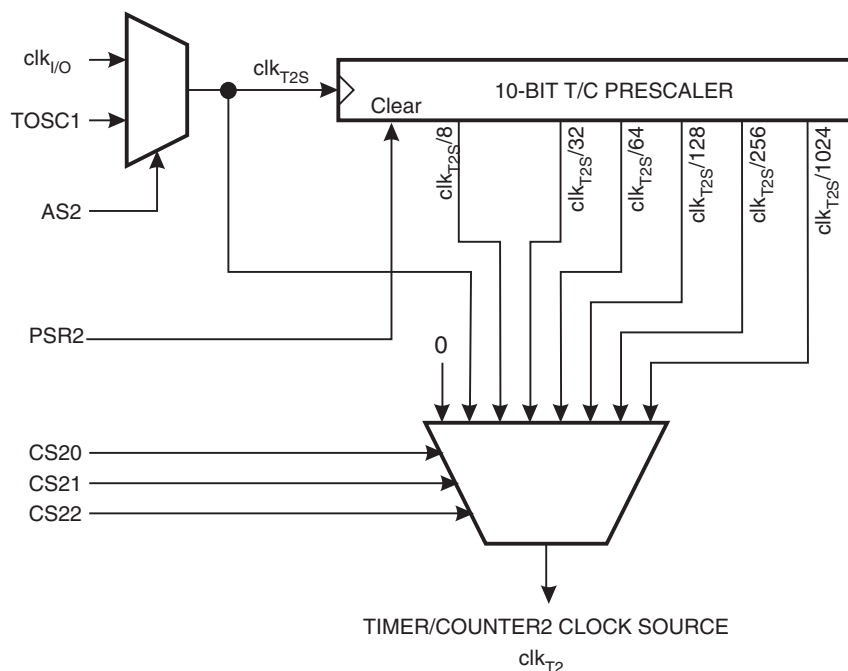 clkI/O
TOSC1
AS2
PSR2
clkT2S
10-BIT T/C PRESCALER
Clear
clkT2S/8
clkT2S/32
clkT2S/64
clkT2S/128
clkT2S/256
clkT2S/1024
0
CS20
CS21
CS22
TIMER/COUNTER2 CLOCK SOURCE
clkT2